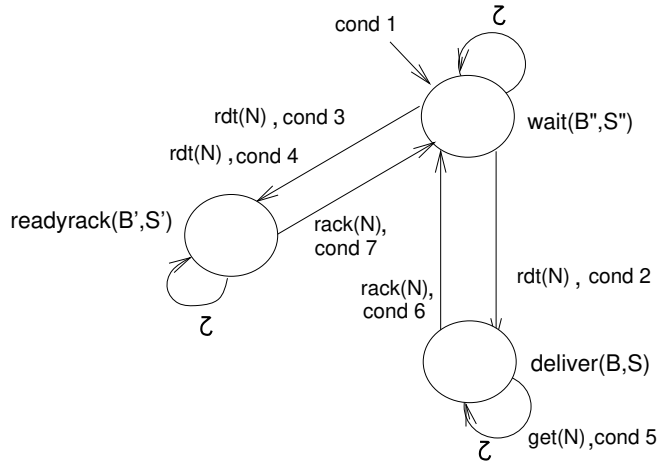 cond 1
τ
rdt(N) , cond 3
wait(B",S")
rdt(N) , cond 4
readyrack(B',S')
rack(N),
cond 7
τ
rack(N),
cond 6
rdt(N) , cond 2
deliver(B,S)
τ
get(N),cond 5